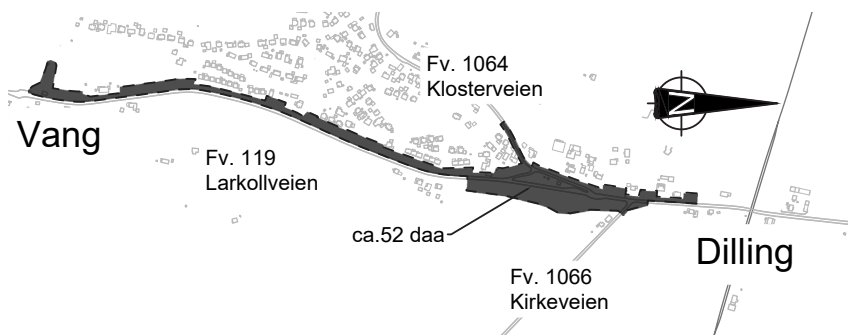 Fv. 1064
Klosterveien
N
Vang
Fv. 119
Larkollveien
ca.52 daa
Dilling
Fv. 1066
Kirkeveien